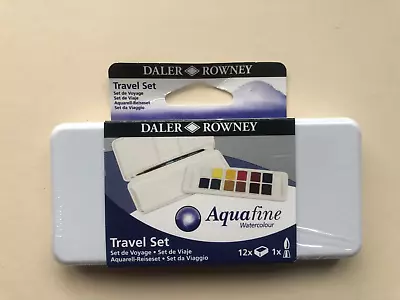 DALER ROWNEY
Travel Set
Set de Voyage
Set de Viaje
Aquarell-Reiseset
Set da Viaggio
DALER ROWNEY
Aquafine
Watercolour
Travel Set
Set de Voyage • Set de Viaje
Aquarell-Reiseset • Set da Viaggio
12x 1x